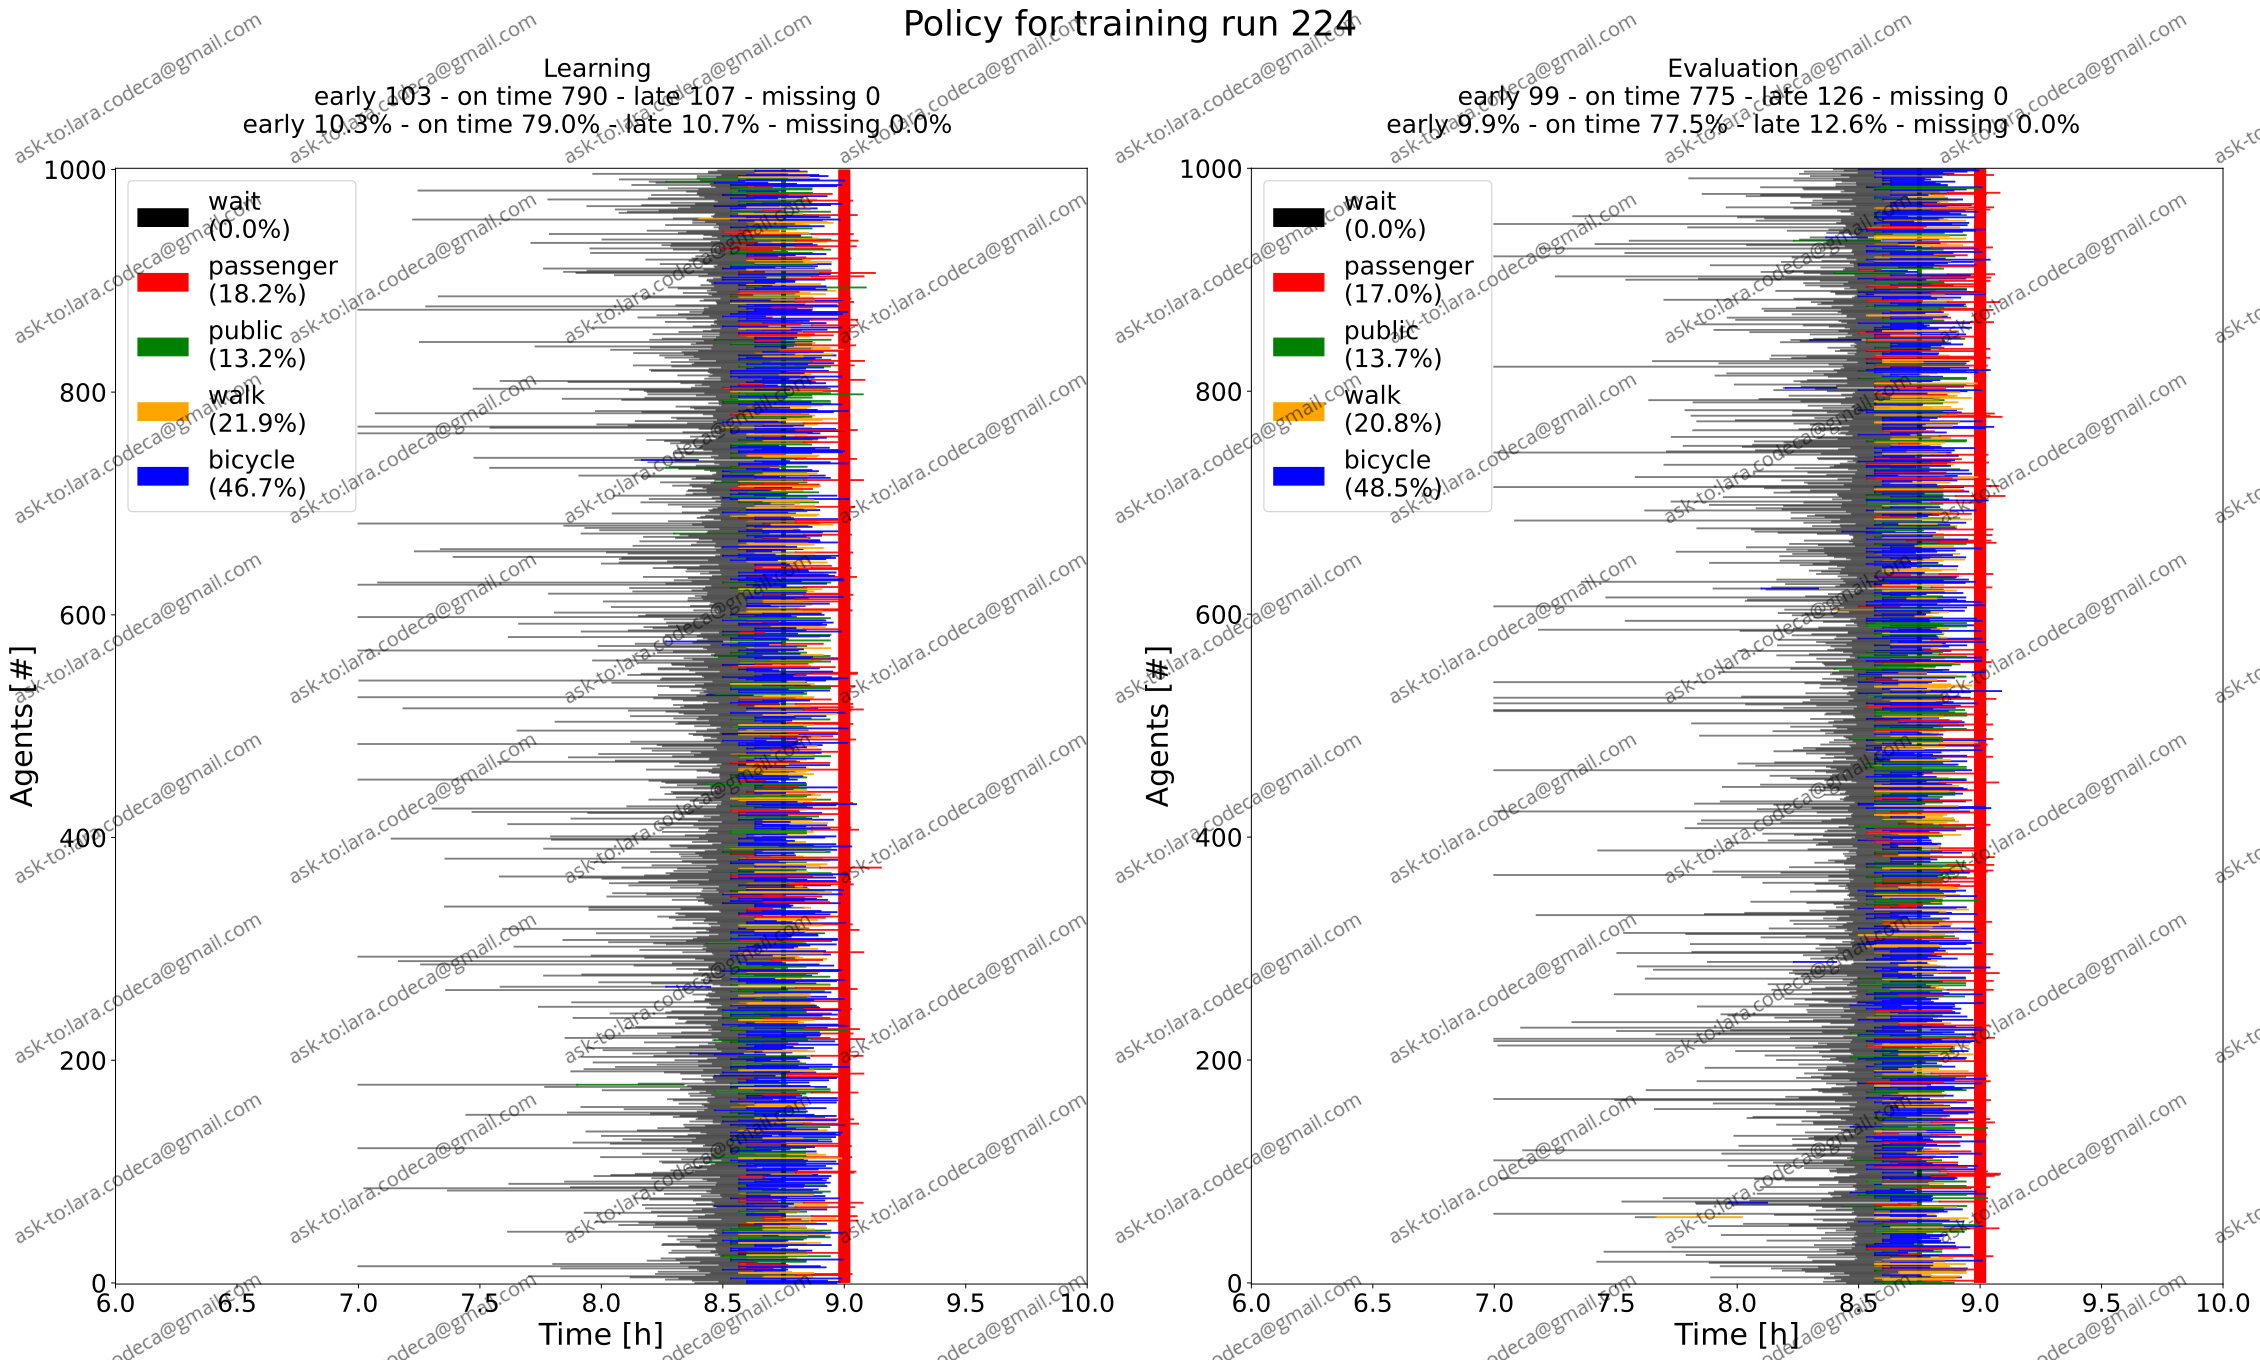 Policy for training run 224
Learning
early 103 - on time 790 - late 107 - missing 0
early 10.3% - on time 79.0% - late 10.7% - missing 0.0%
1000
800
600
400
200
0
Agents [#]
wait
(0.0%)
passenger
(18.2%)
public
(13.2%)
walk
(21.9%)
bicycle
(46.7%)
6.0 6.5 7.0 7.5 8.0 8.5 9.0 9.5 10.0
Time [h]
Evaluation
early 99 - on time 775 - late 126 - missing 0
early 9.9% - on time 77.5% - late 12.6% - missing 0.0%
1000
800
600
400
200
0
Agents [#]
wait
(0.0%)
passenger
(17.0%)
public
(13.7%)
walk
(20.8%)
bicycle
(48.5%)
6.0 6.5 7.0 7.5 8.0 8.5 9.0 9.5 10.0
Time [h]
ask-to:lara.codeca@gmail.com